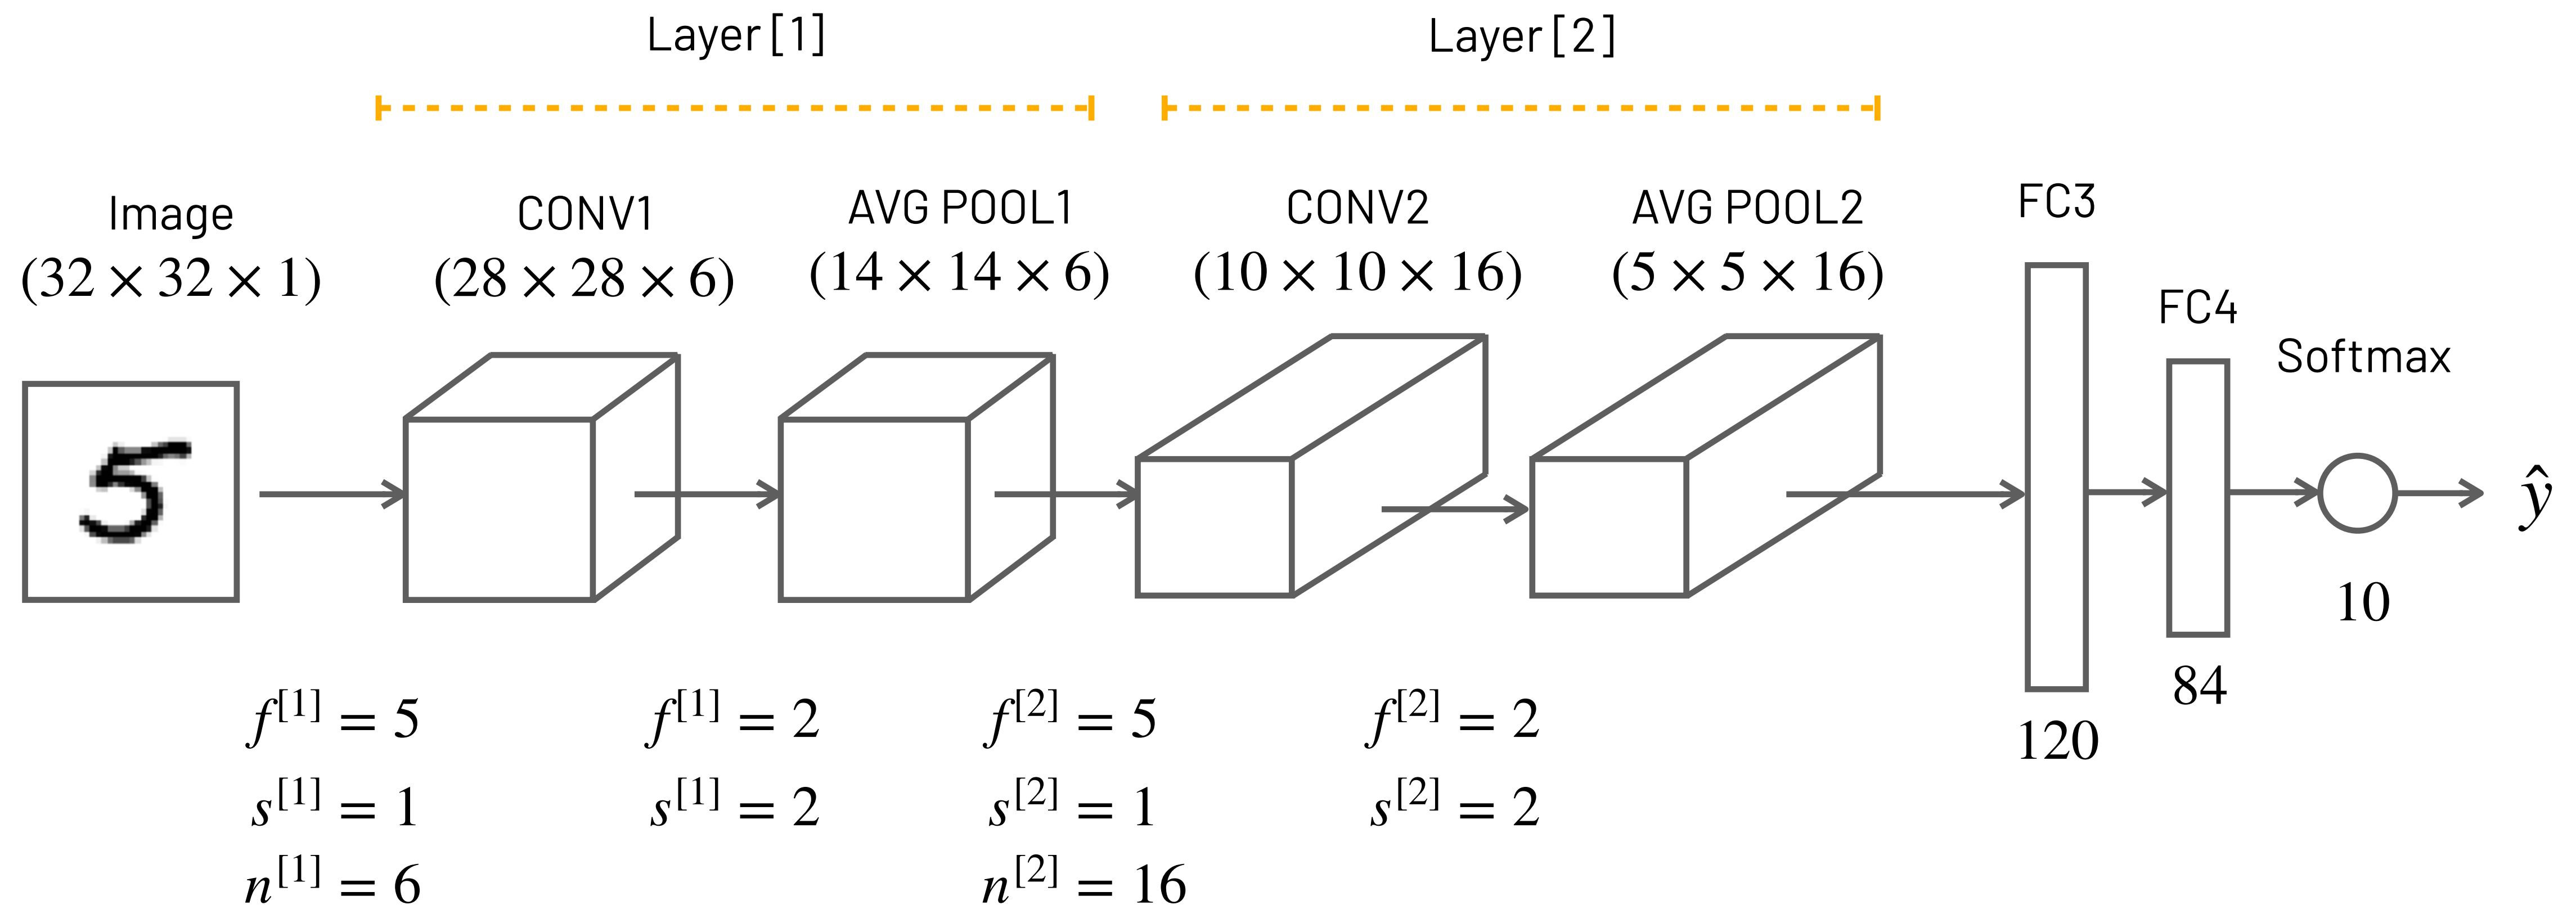 Layer [1]
Layer [2]
Image
(32 × 32 × 1)
CONV1
(28 × 28 × 6)
AVG POOL1
(14 × 14 × 6)
CONV2
(10 × 10 × 16)
AVG POOL2
(5 × 5 × 16)
FC3
FC4
Softmax
5
ŷ
120
84
10
f^[1] = 5
s^[1] = 1
n^[1] = 6
f^[1] = 2
s^[1] = 2
f^[2] = 5
s^[2] = 1
n^[2] = 16
f^[2] = 2
s^[2] = 2